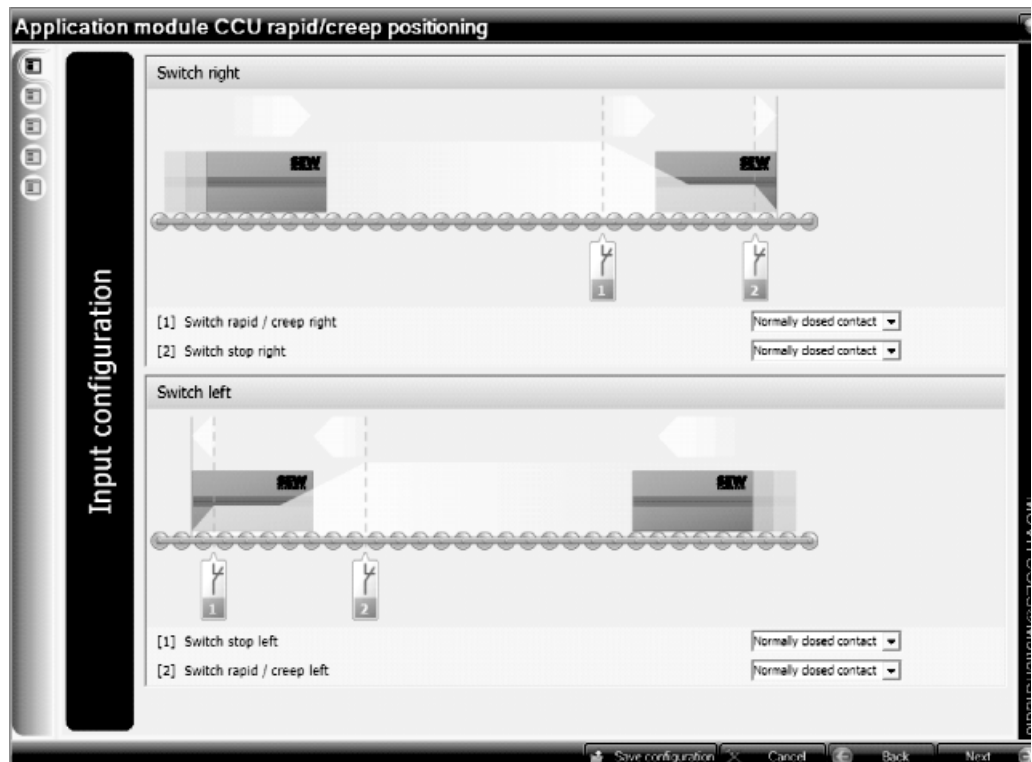 Application module CCU rapid/creep positioning
Input configuration
Switch right
SEW
SEW
1
2
[1] Switch rapid / creep right
Normally closed contact
[2] Switch stop right
Normally closed contact
Switch left
SEW
SEW
1
2
[1] Switch stop left
Normally closed contact
[2] Switch rapid / creep left
Normally closed contact
Save configuration
Cancel
Back
Next